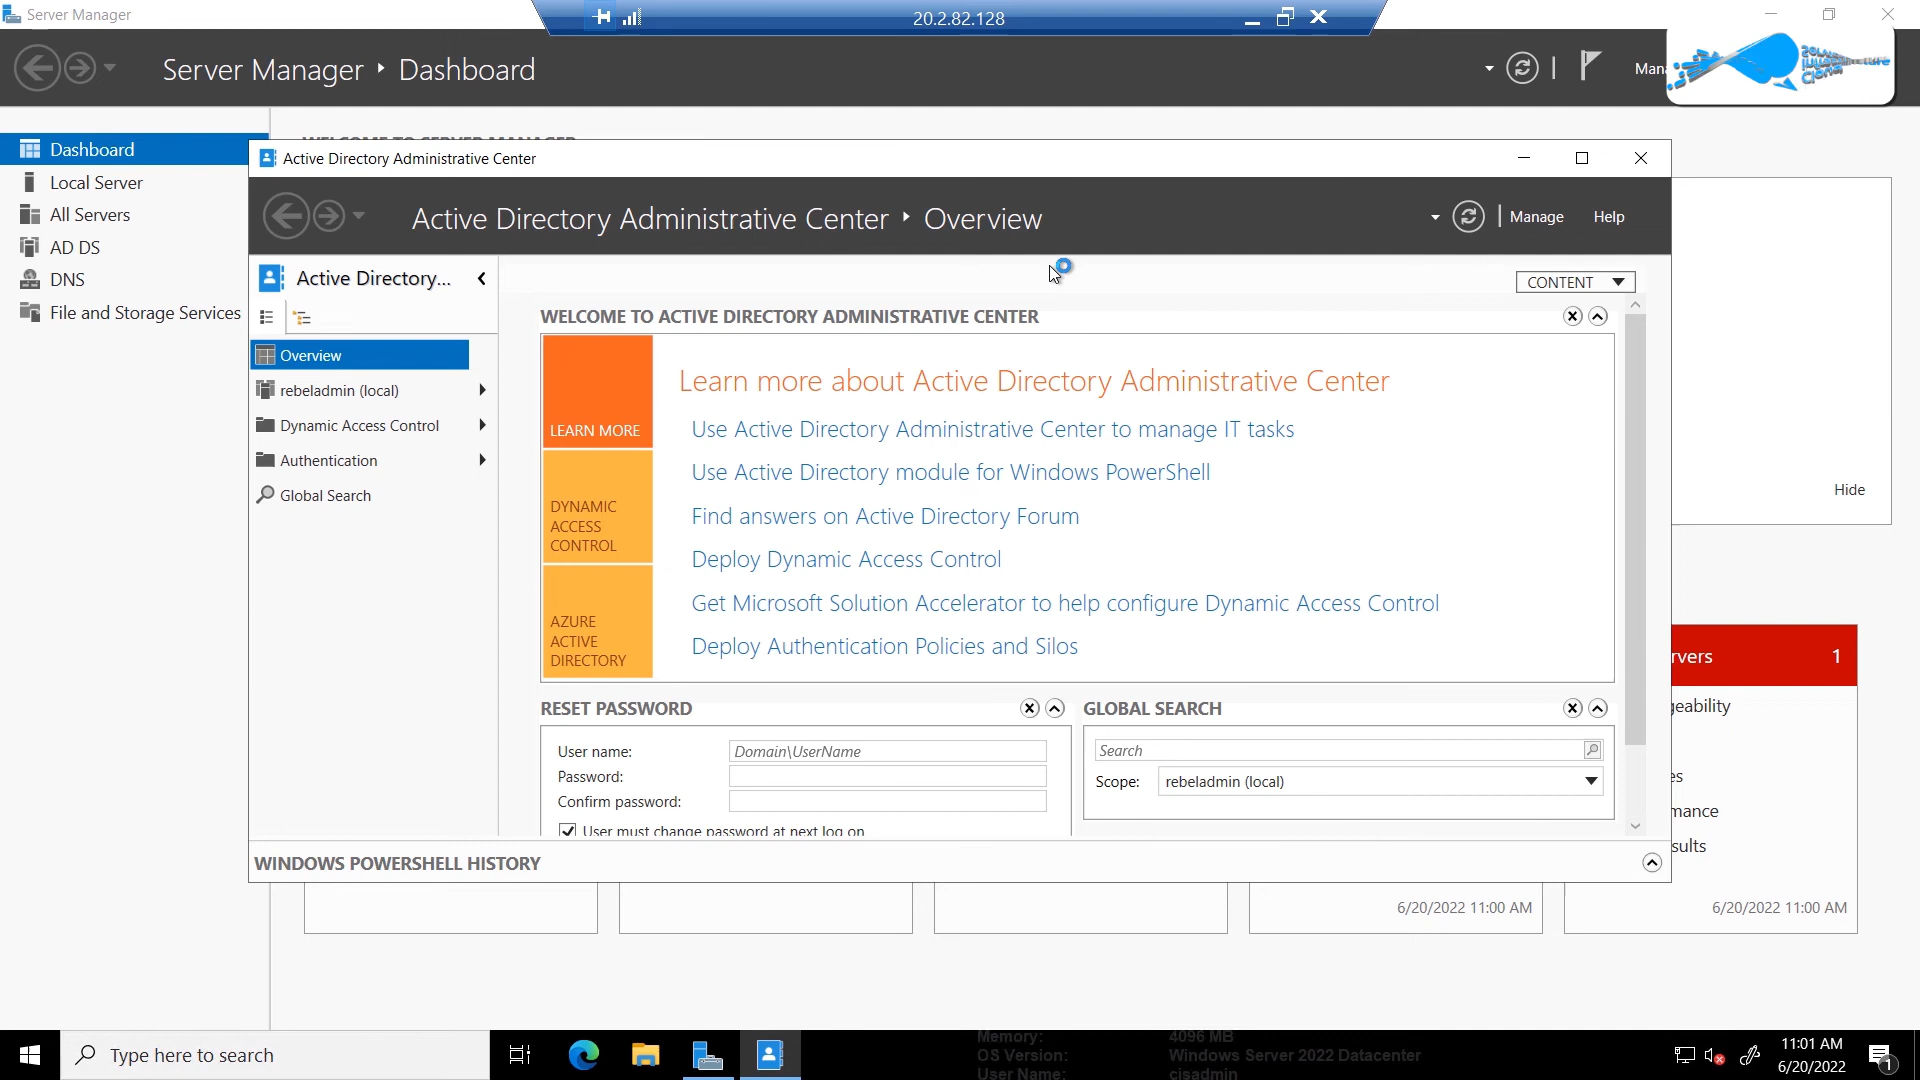 Server Manager
20.2.82.128
Server Manager ‣ Dashboard
Mana
Dashboard
Local Server
All Servers
AD DS
DNS
File and Storage Services
WELCOME TO SERVER MANAGER
Active Directory Administrative Center
Active Directory Administrative Center ‣ Overview
Manage
Help
Active Directory...
CONTENT
Overview
rebeladmin (local)
Dynamic Access Control
Authentication
Global Search
WELCOME TO ACTIVE DIRECTORY ADMINISTRATIVE CENTER
LEARN MORE
DYNAMIC
ACCESS
CONTROL
AZURE
ACTIVE
DIRECTORY
Learn more about Active Directory Administrative Center
Use Active Directory Administrative Center to manage IT tasks
Use Active Directory module for Windows PowerShell
Find answers on Active Directory Forum
Deploy Dynamic Access Control
Get Microsoft Solution Accelerator to help configure Dynamic Access Control
Deploy Authentication Policies and Silos
Hide
RESET PASSWORD
User name:
Domain\UserName
Password:
Confirm password:
User must change password at next log on
GLOBAL SEARCH
Search
Scope:
rebeladmin (local)
WINDOWS POWERSHELL HISTORY
rvers
1
geability
es
mance
sults
6/20/2022 11:00 AM
6/20/2022 11:00 AM
Type here to search
Memory:
4096 MB
OS Version:
Windows Server 2022 Datacenter
User Name:
cisadmin
11:01 AM
6/20/2022
1